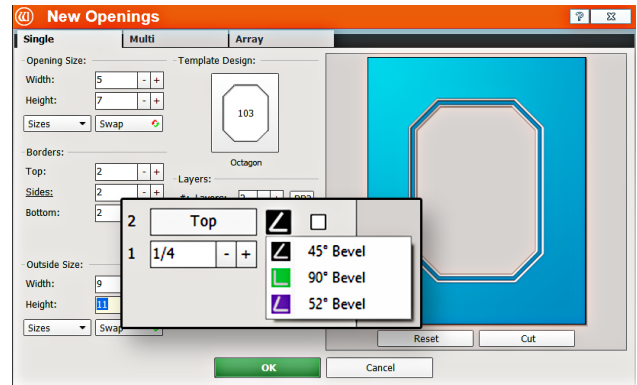 New Openings
Single Multi Array
Opening Size:
Width: 5 - +
Height: 7 - +
Sizes Swap
Template Design:
103
Octagon
Borders:
Top: 2 - +
Sides: 2 - +
Bottom: 2
Layers:
2 Top
1 1/4 - +
45° Bevel
90° Bevel
52° Bevel
Outside Size:
Width: 9
Height: 11
Sizes Swap
Reset Cut
OK Cancel